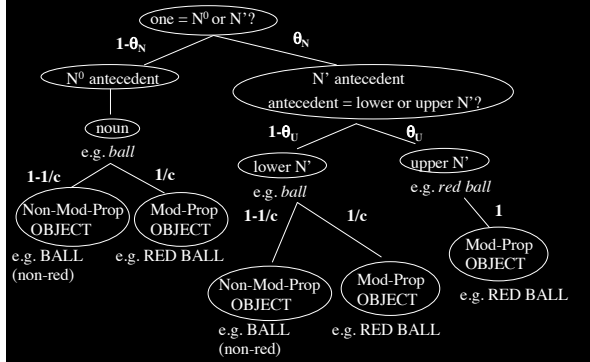 one = N⁰ or N’?
1-θN
θN
N⁰ antecedent
N’ antecedent
antecedent = lower or upper N’?
noun
e.g. ball
1-θU
θU
lower N’
upper N’
e.g. ball
e.g. red ball
1-1/c
1/c
1-1/c
1/c
1
Non-Mod-Prop
OBJECT
Mod-Prop
OBJECT
e.g. BALL
(non-red)
e.g. RED BALL
Non-Mod-Prop
OBJECT
Mod-Prop
OBJECT
Mod-Prop
OBJECT
e.g. BALL
(non-red)
e.g. RED BALL
e.g. RED BALL